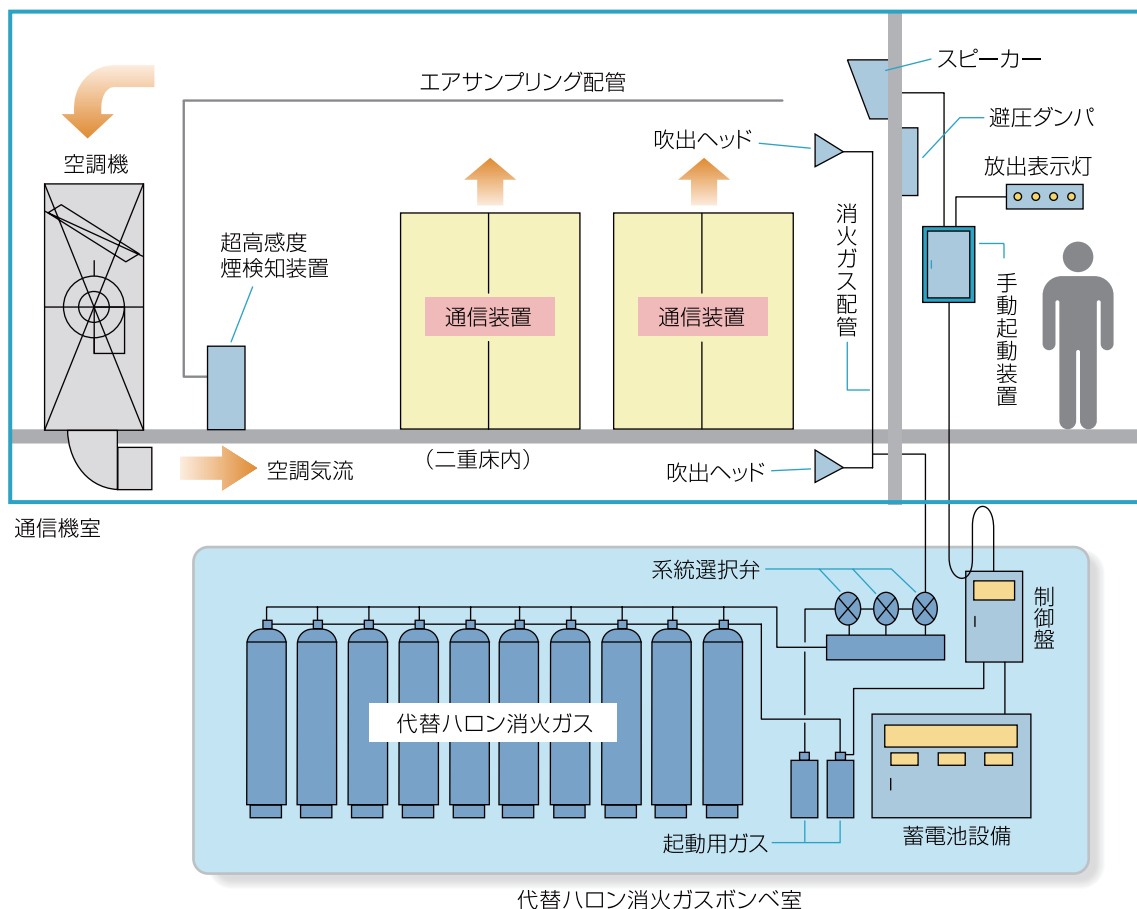 スピーカー
エアサンプリング配管
避圧ダンパ
吹出ヘッド
空調機
放出表示灯
消火ガス配管
超高感度
煙検知装置
手動起動装置
通信装置
通信装置
(二重床内)
空調気流
吹出ヘッド
通信機室
系統選択弁
制御盤
代替ハロン消火ガス
起動用ガス
蓄電池設備
代替ハロン消火ガスボンベ室